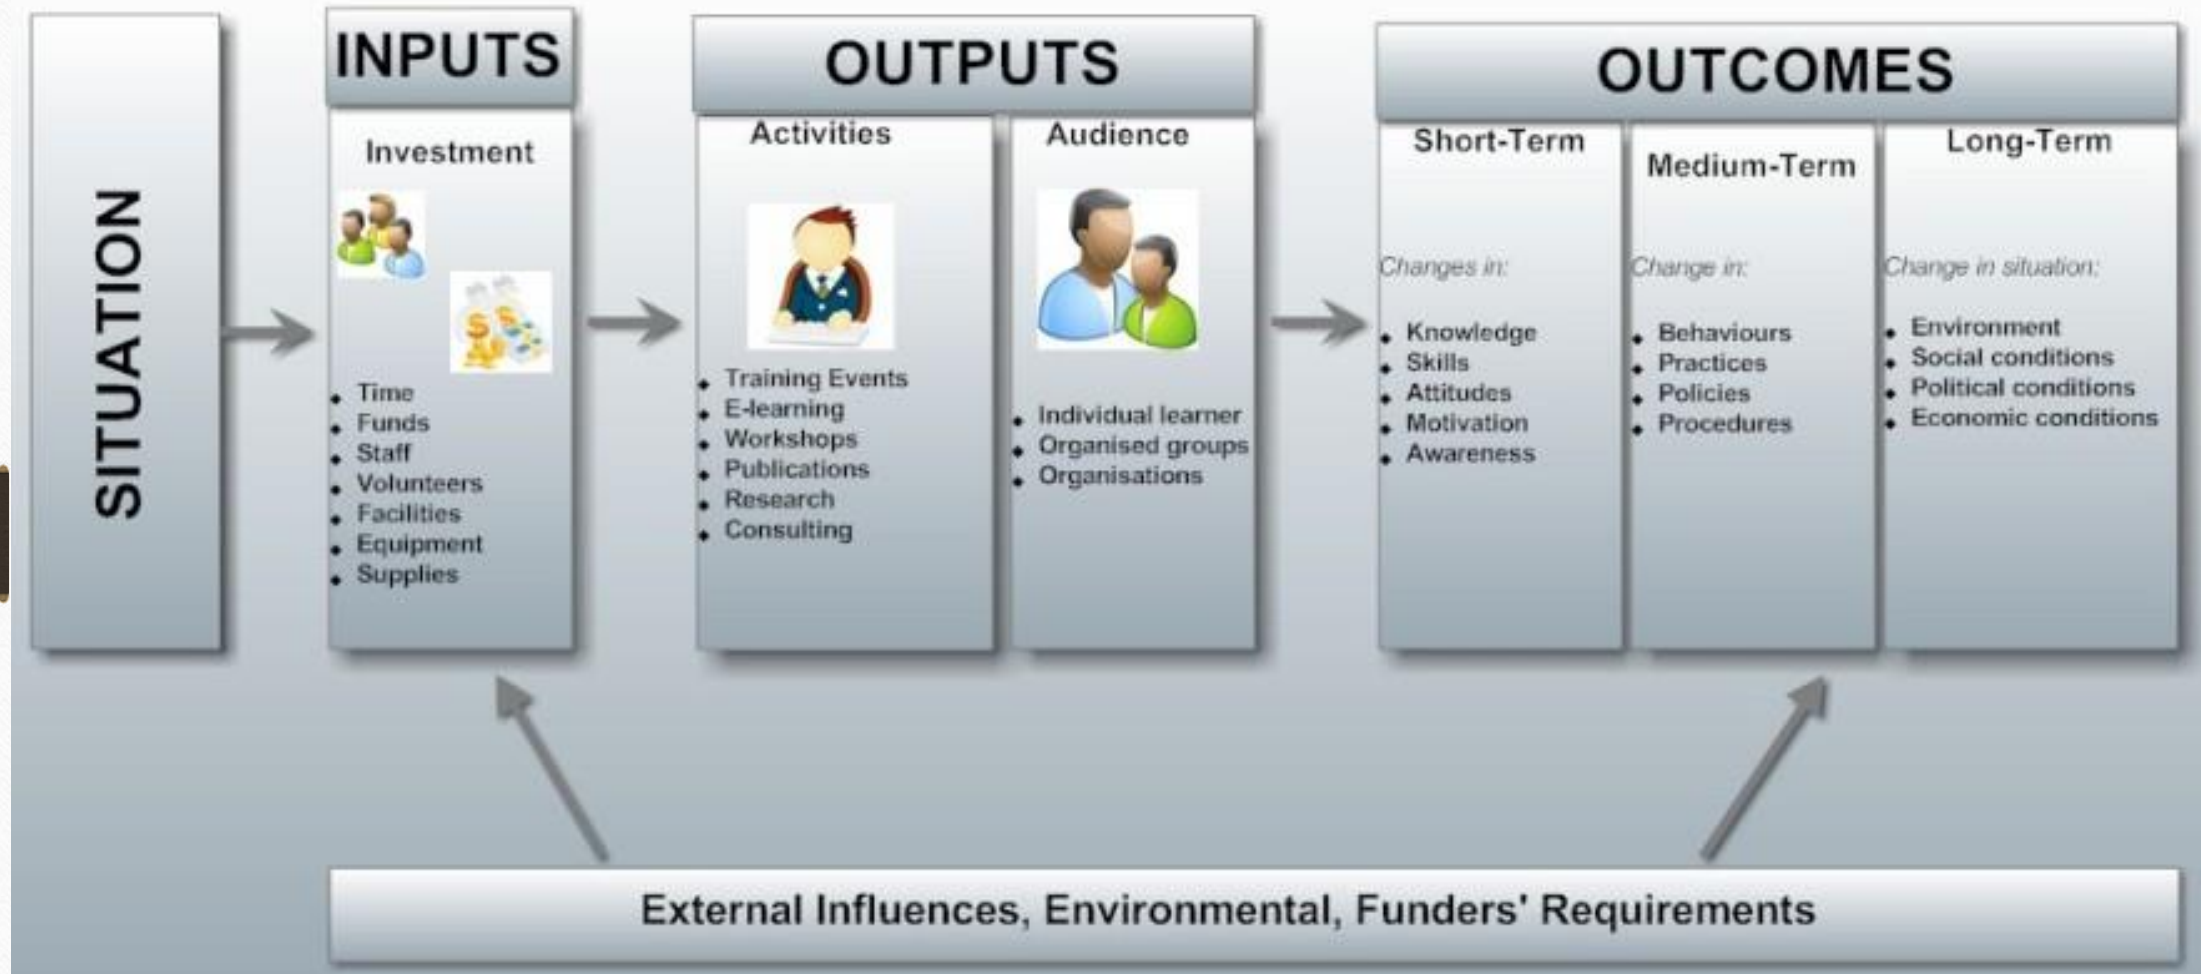 SITUATION
INPUTS
Investment
Time
Funds
Staff
Volunteers
Facilities
Equipment
Supplies
OUTPUTS
Activities
Training Events
E-learning
Workshops
Publications
Research
Consulting
Audience
Individual learner
Organised groups
Organisations
OUTCOMES
Short-Term
Changes in:
Knowledge
Skills
Attitudes
Motivation
Awareness
Medium-Term
Change in:
Behaviours
Practices
Policies
Procedures
Long-Term
Change in situation:
Environment
Social conditions
Political conditions
Economic conditions
External Influences, Environmental, Funders' Requirements